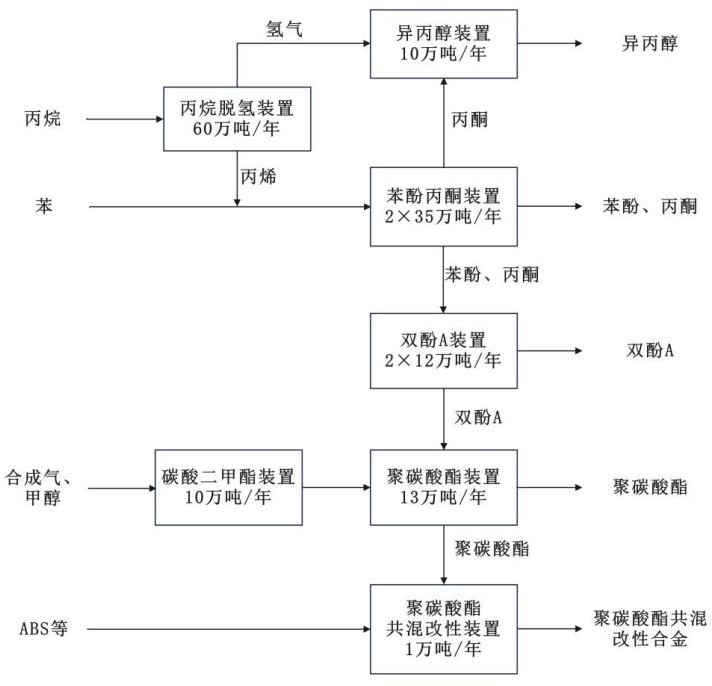 氢气
异丙醇装置
10万吨/年
异丙醇
丙烷
丙烷脱氢装置
60万吨/年
丙酮
丙烯
苯
苯酚丙酮装置
2×35万吨/年
苯酚、丙酮
苯酚、丙酮
双酚A装置
2×12万吨/年
双酚A
双酚A
合成气、
甲醇
碳酸二甲酯装置
10万吨/年
聚碳酸酯装置
13万吨/年
聚碳酸酯
聚碳酸酯
ABS等
聚碳酸酯
共混改性装置
1万吨/年
聚碳酸酯共混
改性合金